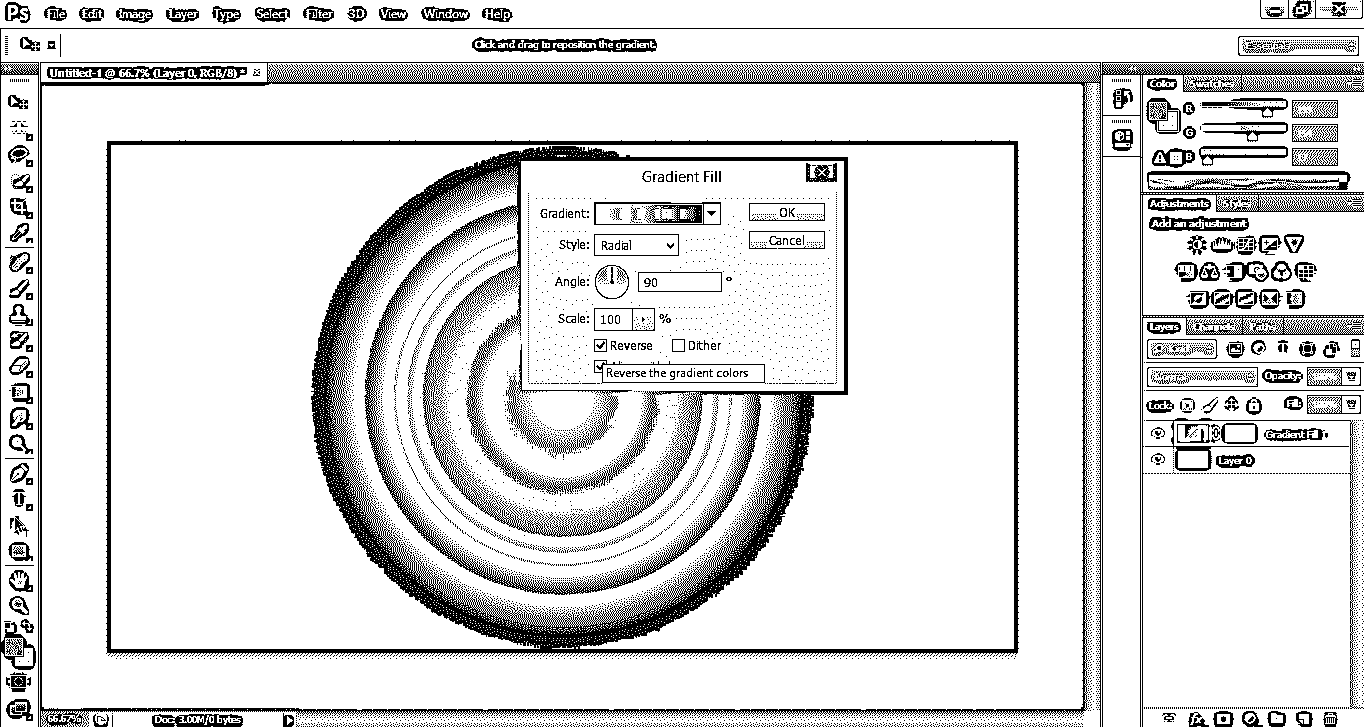 Ps File Edit Image Layer Type Select Filter 3D View Window Help
Click and drag to reposition the gradient.
Untitled-1 @ 66.7% (Layer 0, RGB/8) * x
Color Swatches
R
G
B
Gradient Fill
Gradient:
OK
Style: Radial
Cancel
Angle: 90 °
Scale: 100 %
Reverse Dither
Reverse the gradient colors
Adjustments Styles
Add an adjustment
Layers Channels Paths
Opacity:
Lock: Fill:
Gradient Fill 1
Layer 0
66.67% Doc: 3.00M/0 bytes